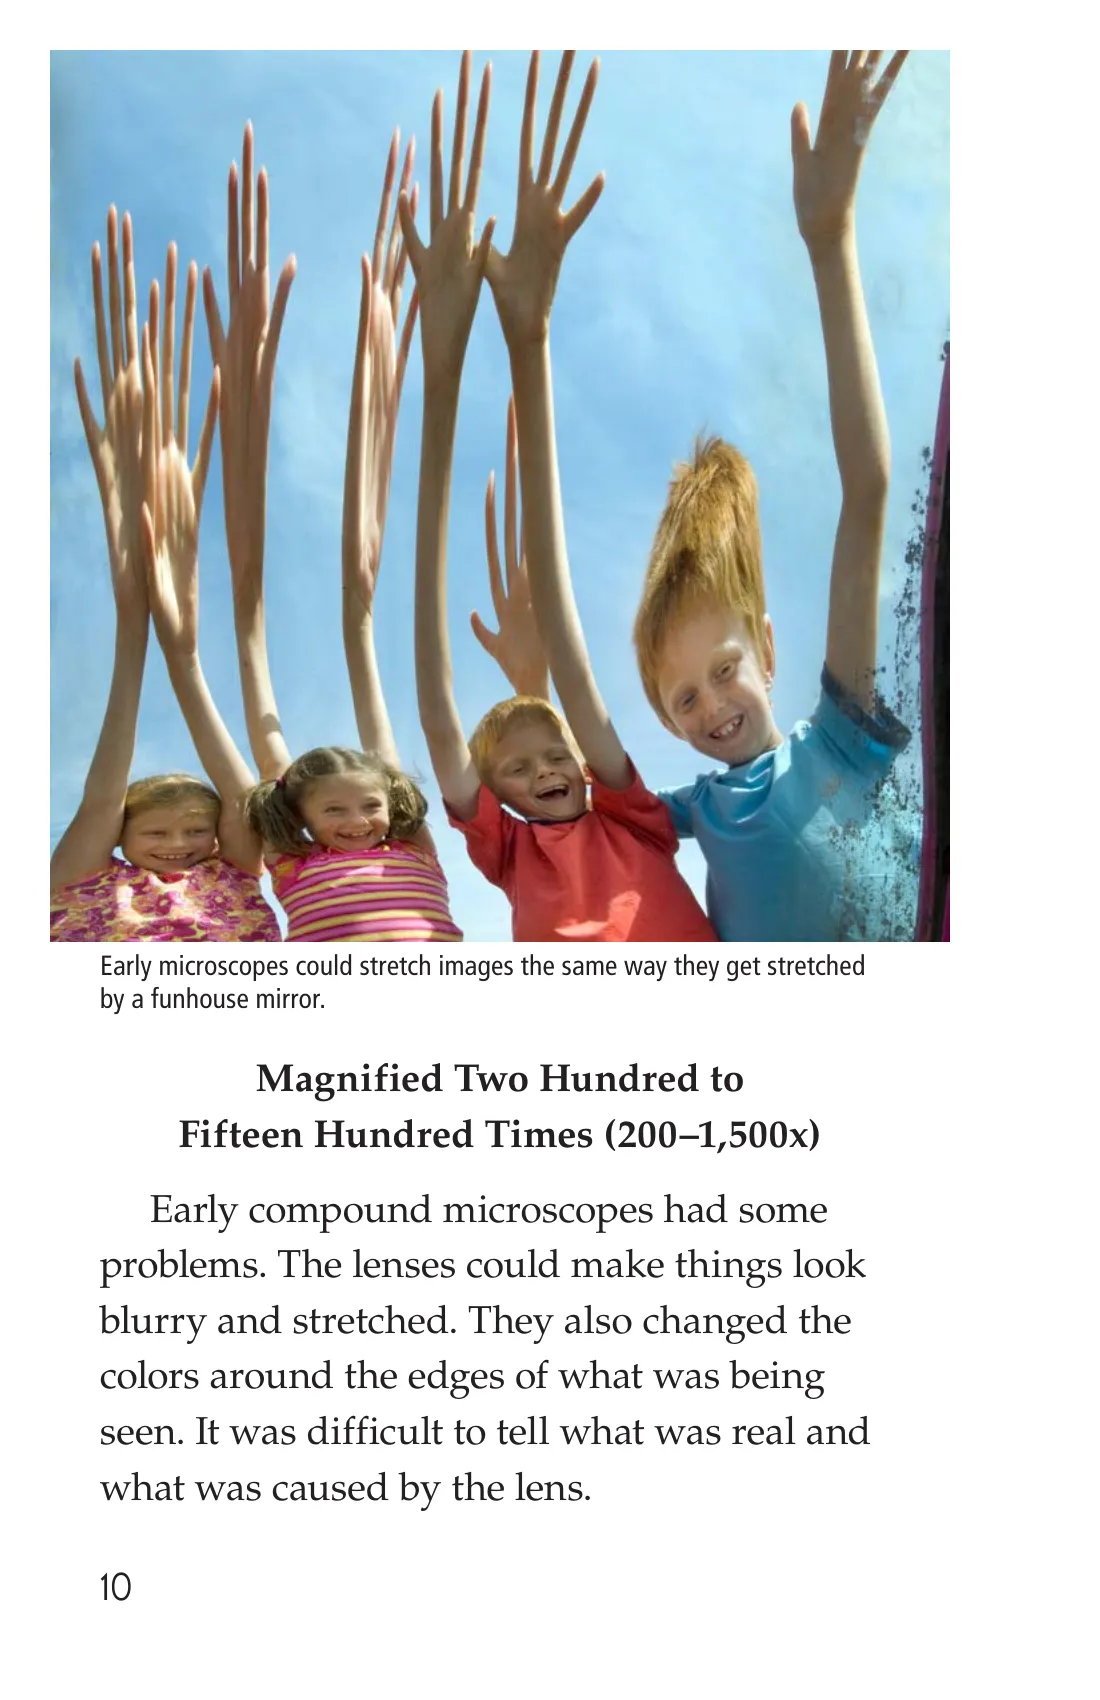 Early microscopes could stretch images the same way they get stretched
by a funhouse mirror.
Magnified Two Hundred to
Fifteen Hundred Times (200–1,500x)
Early compound microscopes had some
problems. The lenses could make things look
blurry and stretched. They also changed the
colors around the edges of what was being
seen. It was difficult to tell what was real and
what was caused by the lens.
10